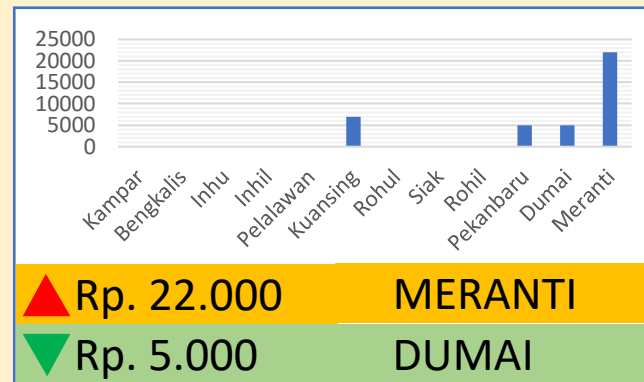 25000
20000
15000
10000
5000
0
Kampar
Bengkalis
Inhu
Inhil
Pelalawan
Kuansing
Rohul
Siak
Rohil
Pekanbaru
Dumai
Meranti
Rp. 22.000 MERANTI
Rp. 5.000 DUMAI